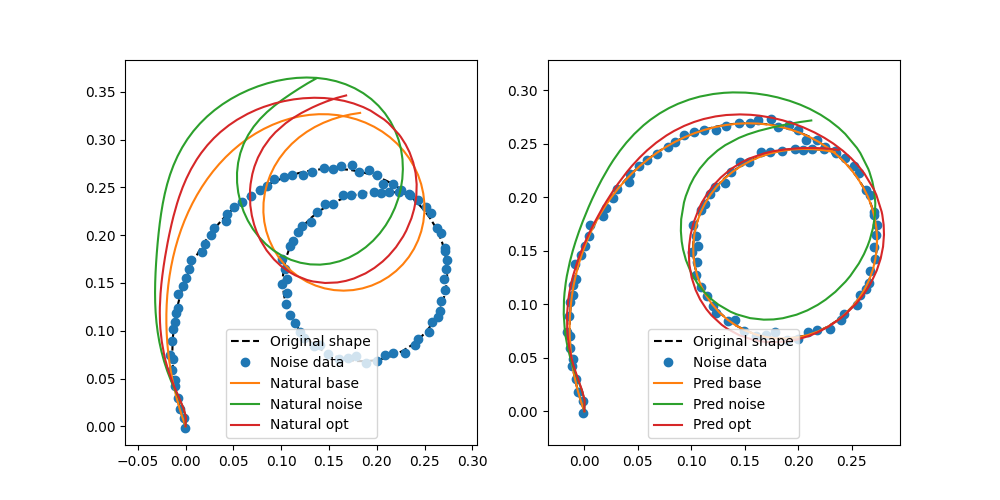 0.35
0.30
0.25
0.20
0.15
0.10
0.05
0.00
−0.05 0.00 0.05 0.10 0.15 0.20 0.25 0.30
Original shape
Noise data
Natural base
Natural noise
Natural opt
0.30
0.25
0.20
0.15
0.10
0.05
0.00
0.00 0.05 0.10 0.15 0.20 0.25
Original shape
Noise data
Pred base
Pred noise
Pred opt